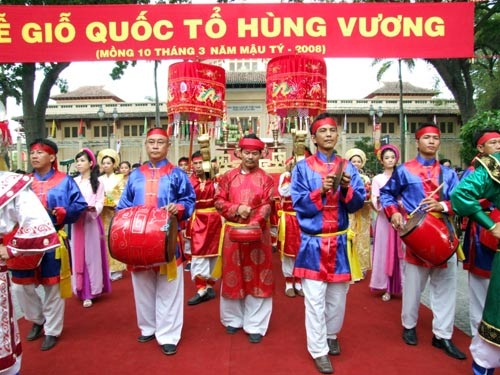 GIỖ QUỐC TỔ HÙNG VƯƠNG
(MỒNG 10 THÁNG 3 NĂM MẬU TÝ - 2008)